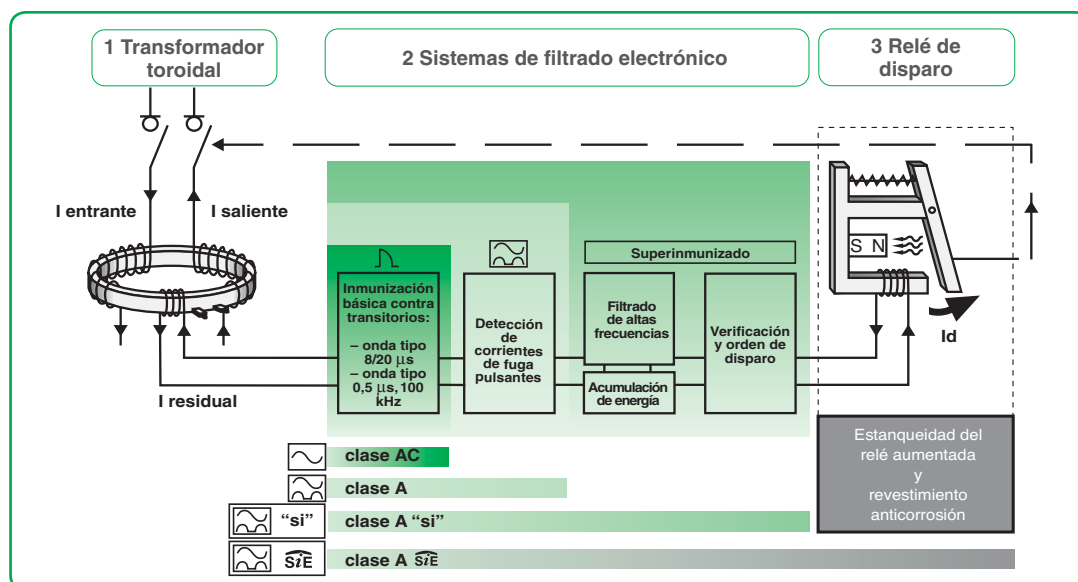 1 Transformador
toroidal
2 Sistemas de filtrado electrónico
3 Relé de
disparo
I entrante
I saliente
Superinmunizado
S N
Inmunización
básica contra
transitorios:
– onda tipo
8/20 µs
– onda tipo
0,5 µs, 100
kHz
Detección
de
corrientes
de fuga
pulsantes
Filtrado
de altas
frecuencias
Acumulación
de energía
Verificación
y orden de
disparo
Id
I residual
Estanqueidad del
relé aumentada
y
revestimiento
anticorrosión
clase AC
clase A
“si” clase A “si”
SiE clase A SiE